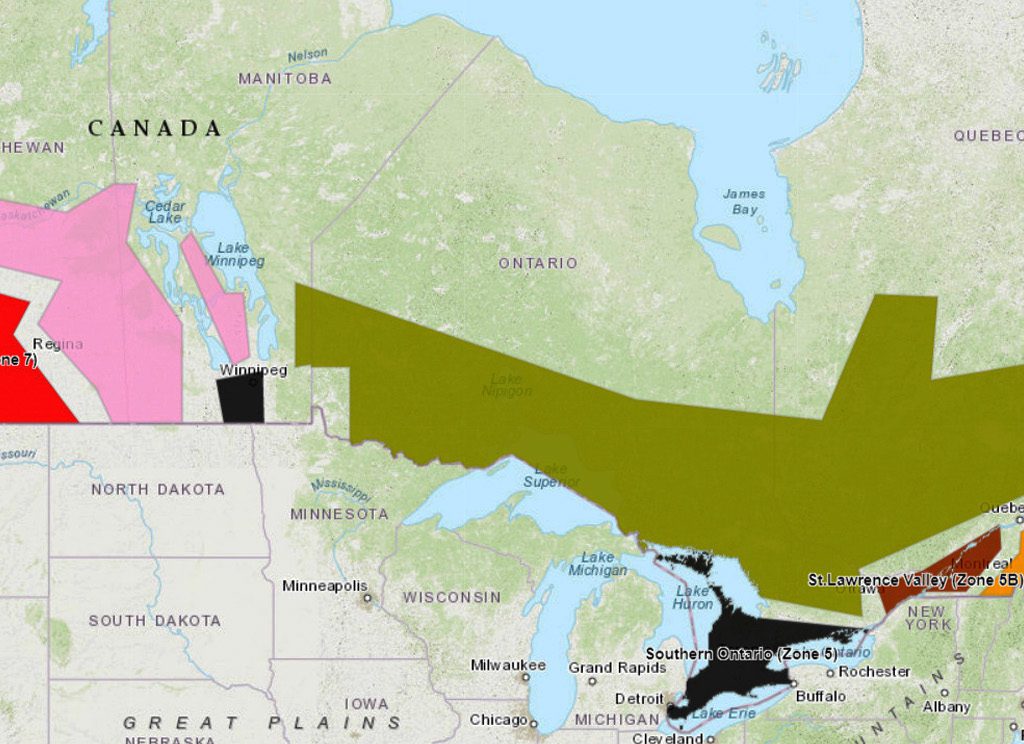 Nelson
MANITOBA
CANADA
HEWAN
QUEBEC
askatchewan
Cedar
Lake
James
Bay
Lake
Winnipeg
ONTARIO
Regina
ne 7)
Winnipeg
Lake
Nipigon
ssouri
Lake
Superior
NORTH DAKOTA
Mississippi
MINNESOTA
Quebe
Lake
Michigan
Montreal
St.Lawrence Valley (Zone 5B)
Ottawa
Minneapolis
WISCONSIN
Lake
Huron
NEW
YORK
SOUTH DAKOTA
Southern Ontario (Zone 5)
Ontario
Milwaukee
Grand Rapids
Rochester
Detroit
Buffalo
IOWA
Albany
Chicago
MICHIGAN
Lake Erie
GREAT PLAINS
UNTAINS
NEBRASKA
Cleveland